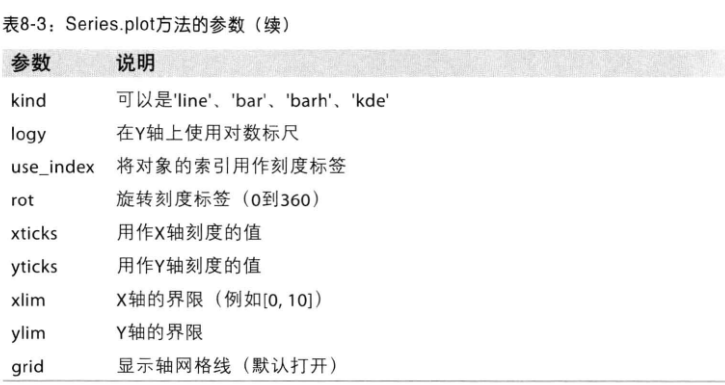 表8-3：Series.plot方法的参数（续）
参数 说明
kind 可以是'line'、'bar'、'barh'、'kde'
logy 在Y轴上使用对数标尺
use_index 将对象的索引用作刻度标签
rot 旋转刻度标签（0到360）
xticks 用作X轴刻度的值
yticks 用作Y轴刻度的值
xlim X轴的界限（例如[0, 10]）
ylim Y轴的界限
grid 显示轴网格线（默认打开）